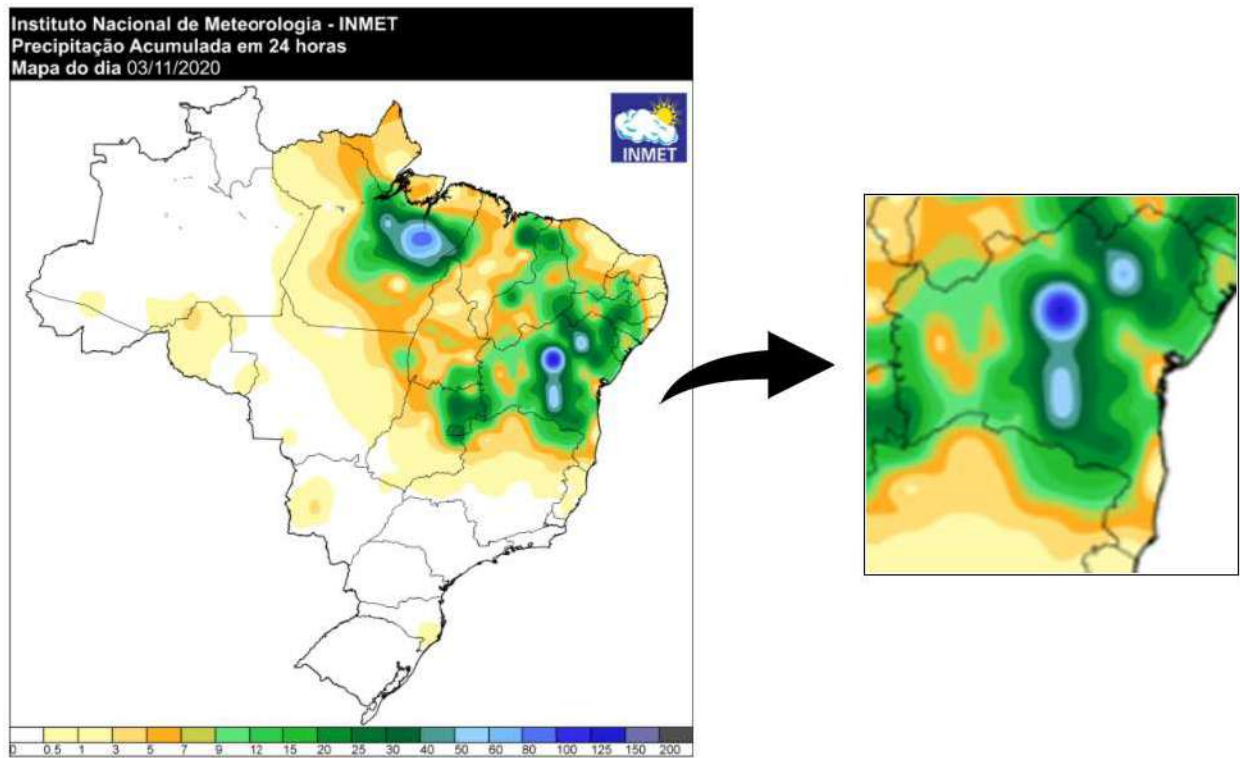 Instituto Nacional de Meteorologia - INMET
Precipitação Acumulada em 24 horas
Mapa do dia 03/11/2020
INMET
0 0.5 1 3 5 7 9 12 15 20 25 30 40 50 60 80 100 125 150 200